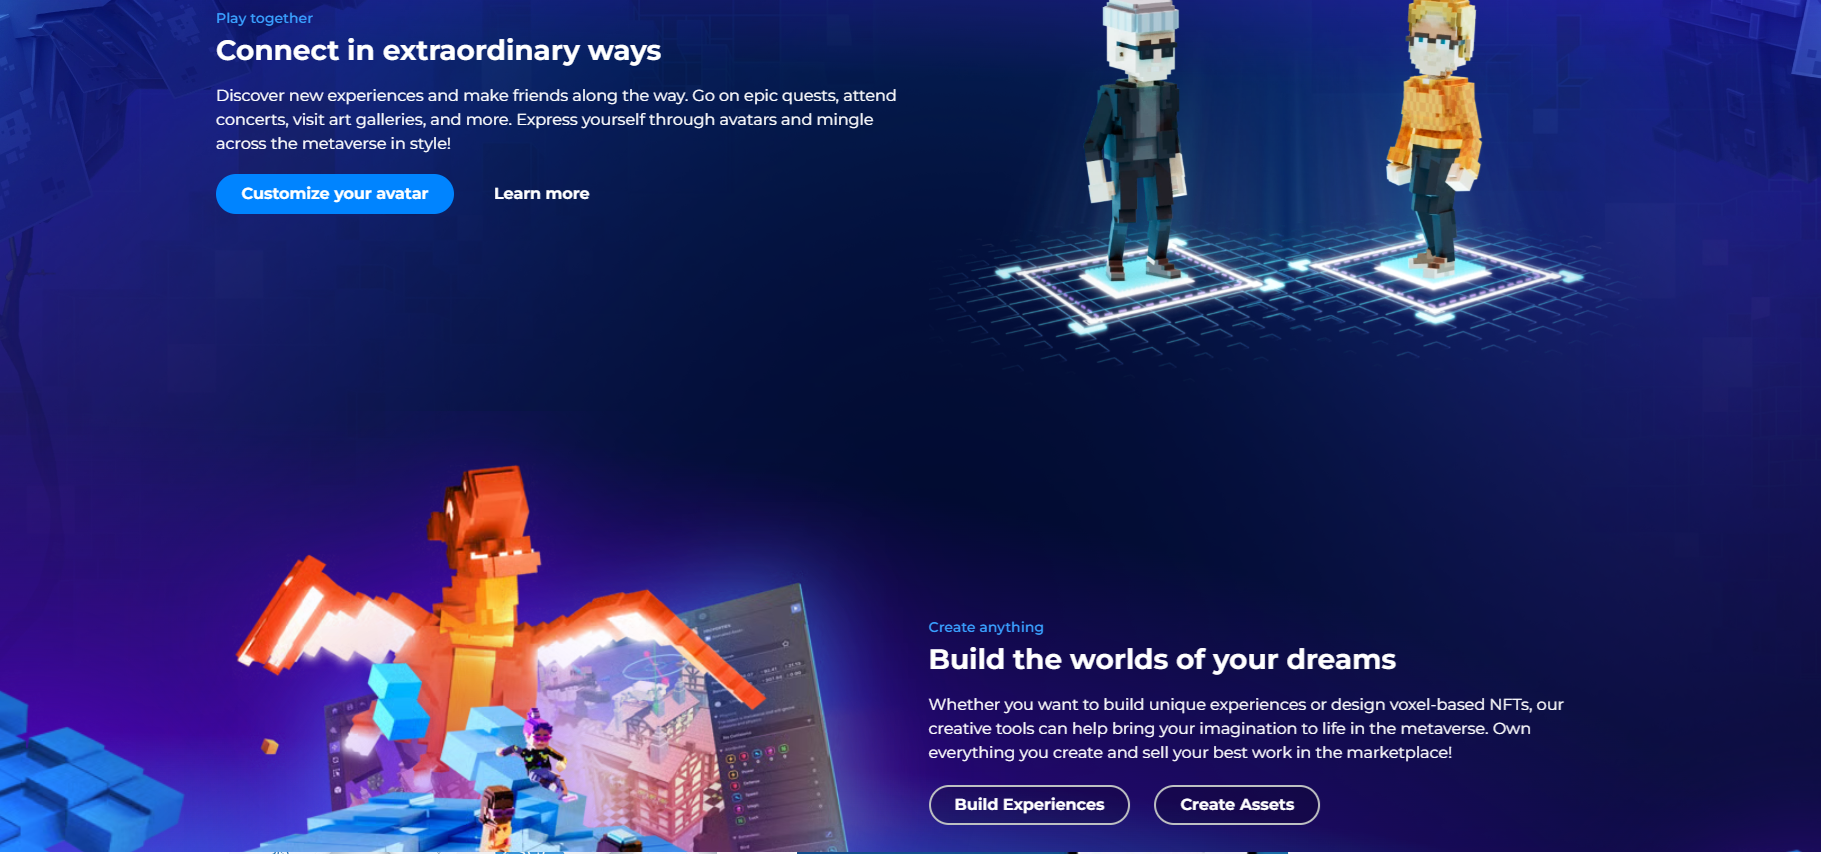 Play together
Connect in extraordinary ways
Discover new experiences and make friends along the way. Go on epic quests, attend
concerts, visit art galleries, and more. Express yourself through avatars and mingle
across the metaverse in style!
Customize your avatar
Learn more
Create anything
Build the worlds of your dreams
Whether you want to build unique experiences or design voxel-based NFTs, our
creative tools can help bring your imagination to life in the metaverse. Own
everything you create and sell your best work in the marketplace!
Build Experiences
Create Assets